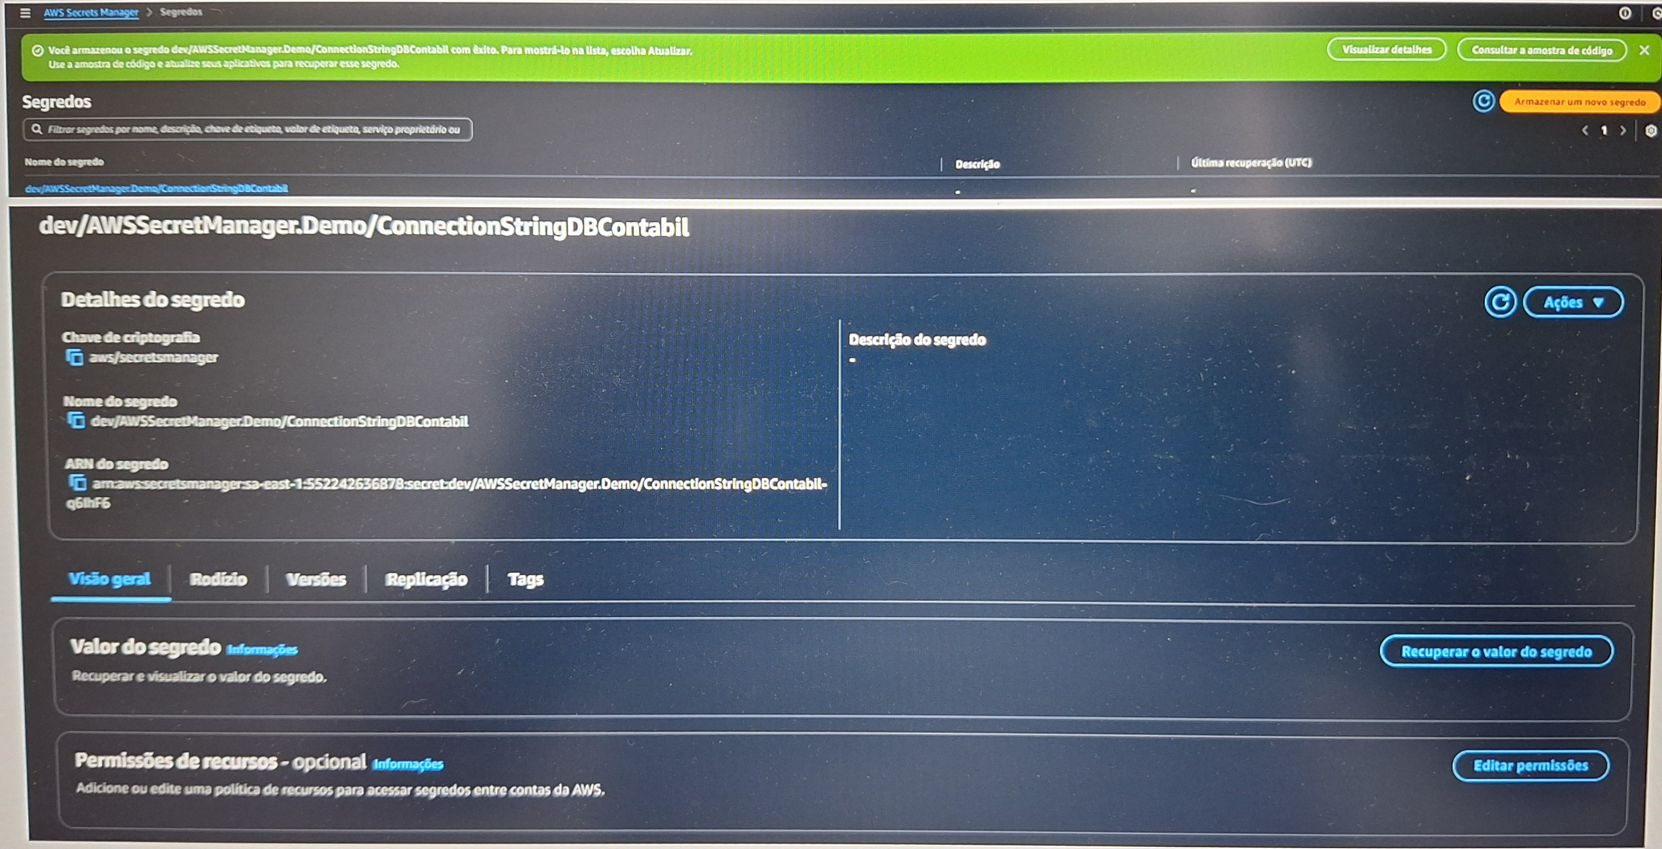 AWS Secrets Manager > Segredos
Você armazenou o segredo dev/AWSSecretManager.Demo/ConnectionStringDBContabil com êxito. Para mostrá-lo na lista, escolha Atualizar.
Use a amostra de código e atualize seus aplicativos para recuperar esse segredo.
Visualizar detalhes
Consultar a amostra de código
Segredos
Armazenar um novo segredo
Filtrar segredos por nome, descrição, chave de etiqueta, valor de etiqueta, serviço proprietário ou
< 1 >
Nome do segredo
Descrição
Última recuperação (UTC)
dev/AWSSecretManager.Demo/ConnectionStringDBContabil
-
-
dev/AWSSecretManager.Demo/ConnectionStringDBContabil
Detalhes do segredo
Ações
Chave de criptografia
aws/secretsmanager
Descrição do segredo
-
Nome do segredo
dev/AWSSecretManager.Demo/ConnectionStringDBContabil
ARN do segredo
arn:aws:secretsmanager:sa-east-1:552242636878:secret:dev/AWSSecretManager.Demo/ConnectionStringDBContabil-
q6IhF6
Visão geral
Rodízio
Versões
Replicação
Tags
Valor do segredo Informações
Recuperar e visualizar o valor do segredo.
Recuperar o valor do segredo
Permissões de recursos - opcional Informações
Adicione ou edite uma política de recursos para acessar segredos entre contas da AWS.
Editar permissões